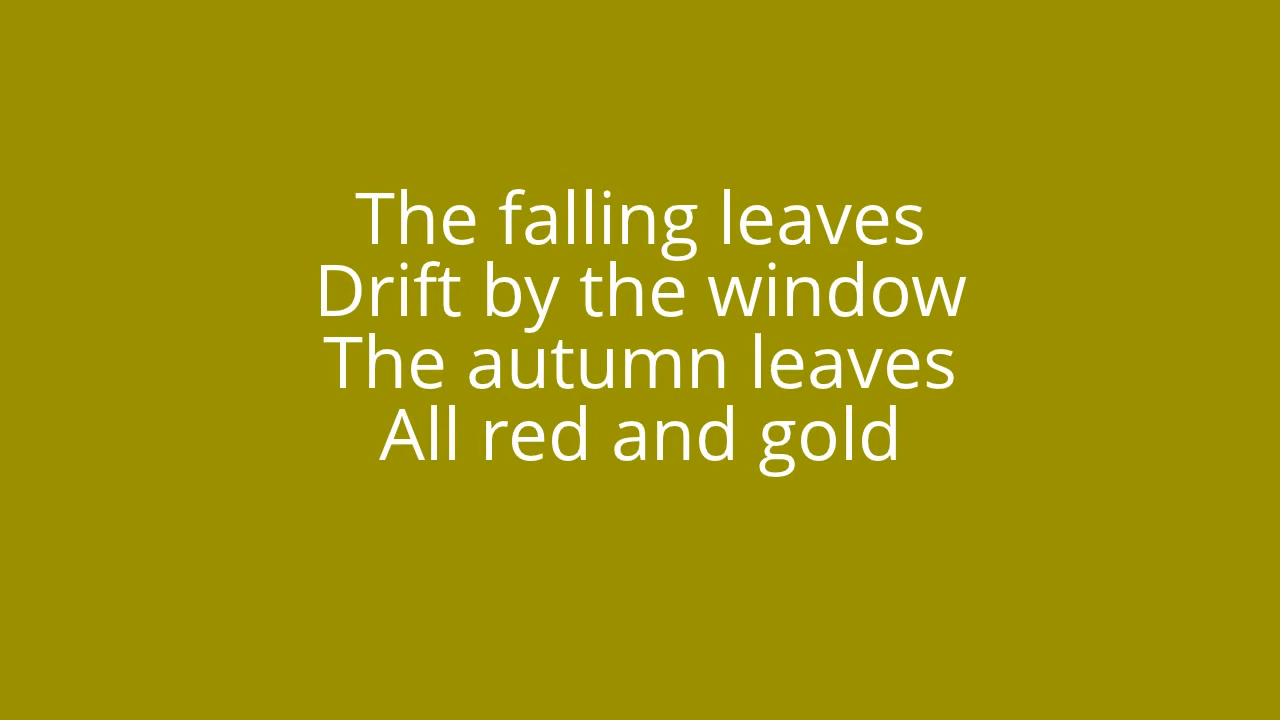 The falling leaves
Drift by the window
The autumn leaves
All red and gold